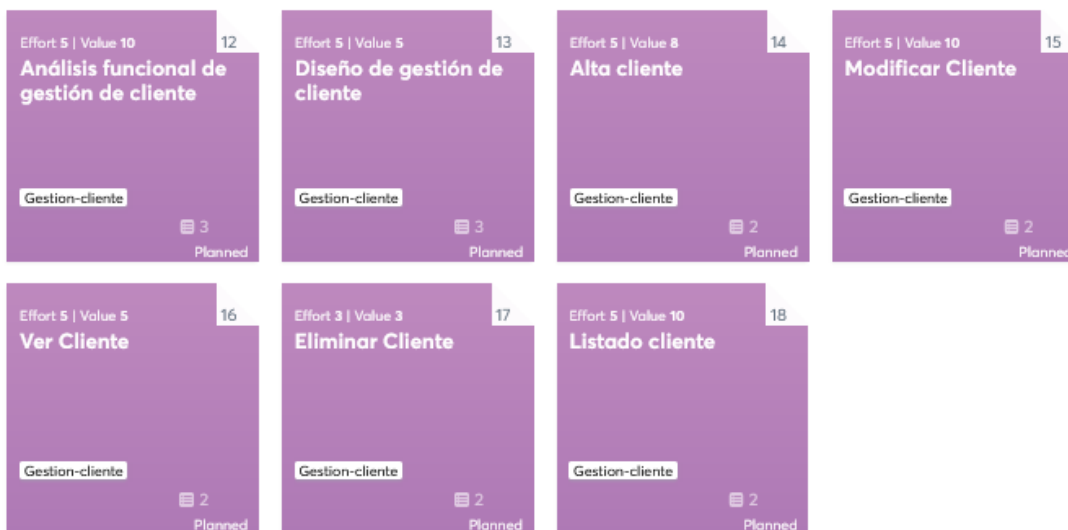 Effort 5 | Value 10
12
Análisis funcional de
gestión de cliente
Gestion-cliente
3
Planned
Effort 5 | Value 5
13
Diseño de gestión de
cliente
Gestion-cliente
3
Planned
Effort 5 | Value 8
14
Alta cliente
Gestion-cliente
2
Planned
Effort 5 | Value 10
15
Modificar Cliente
Gestion-cliente
2
Planned
Effort 5 | Value 5
16
Ver Cliente
Gestion-cliente
2
Planned
Effort 3 | Value 3
17
Eliminar Cliente
Gestion-cliente
2
Planned
Effort 5 | Value 10
18
Listado cliente
Gestion-cliente
2
Planned